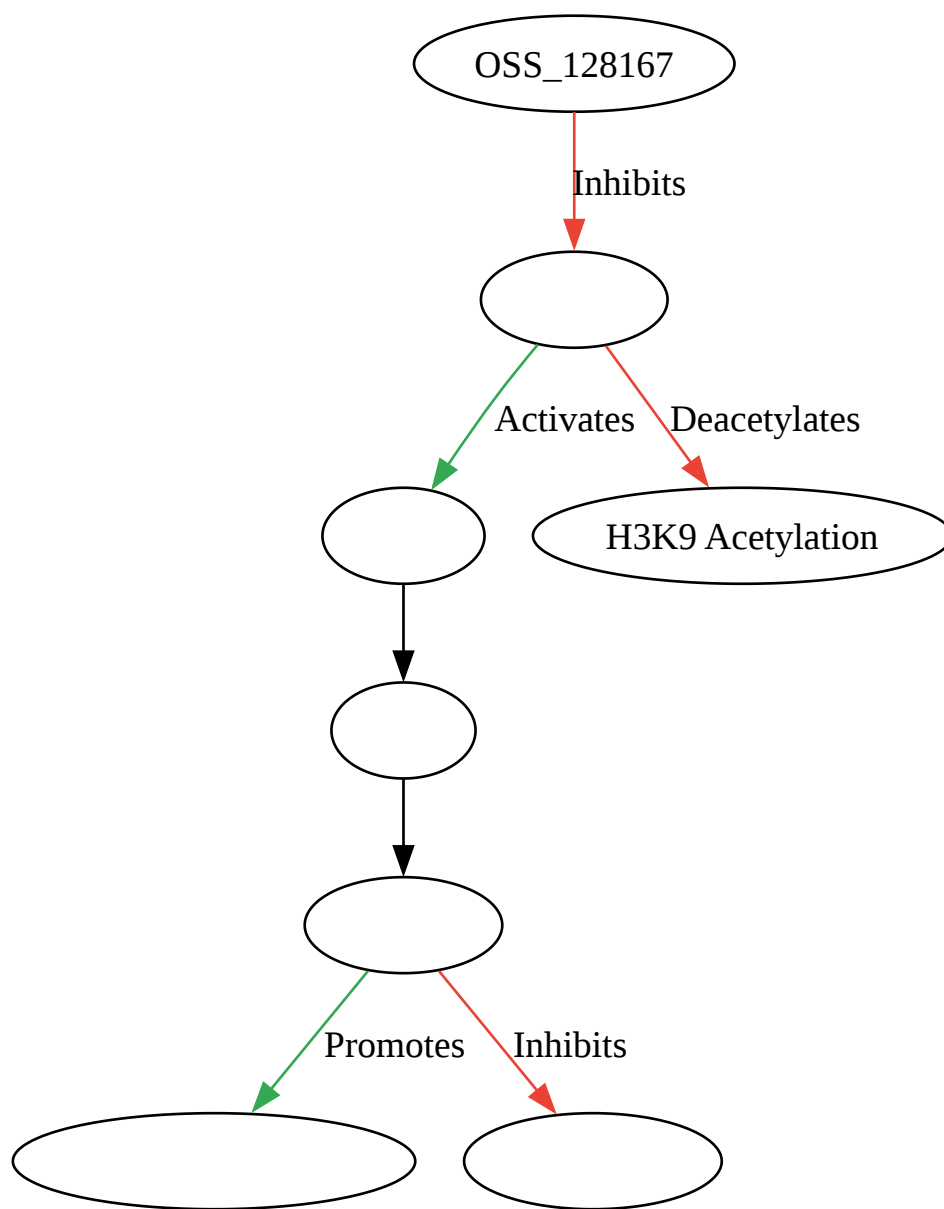 OSS_128167
Inhibits
Activates
Deacetylates
H3K9 Acetylation
Promotes
Inhibits